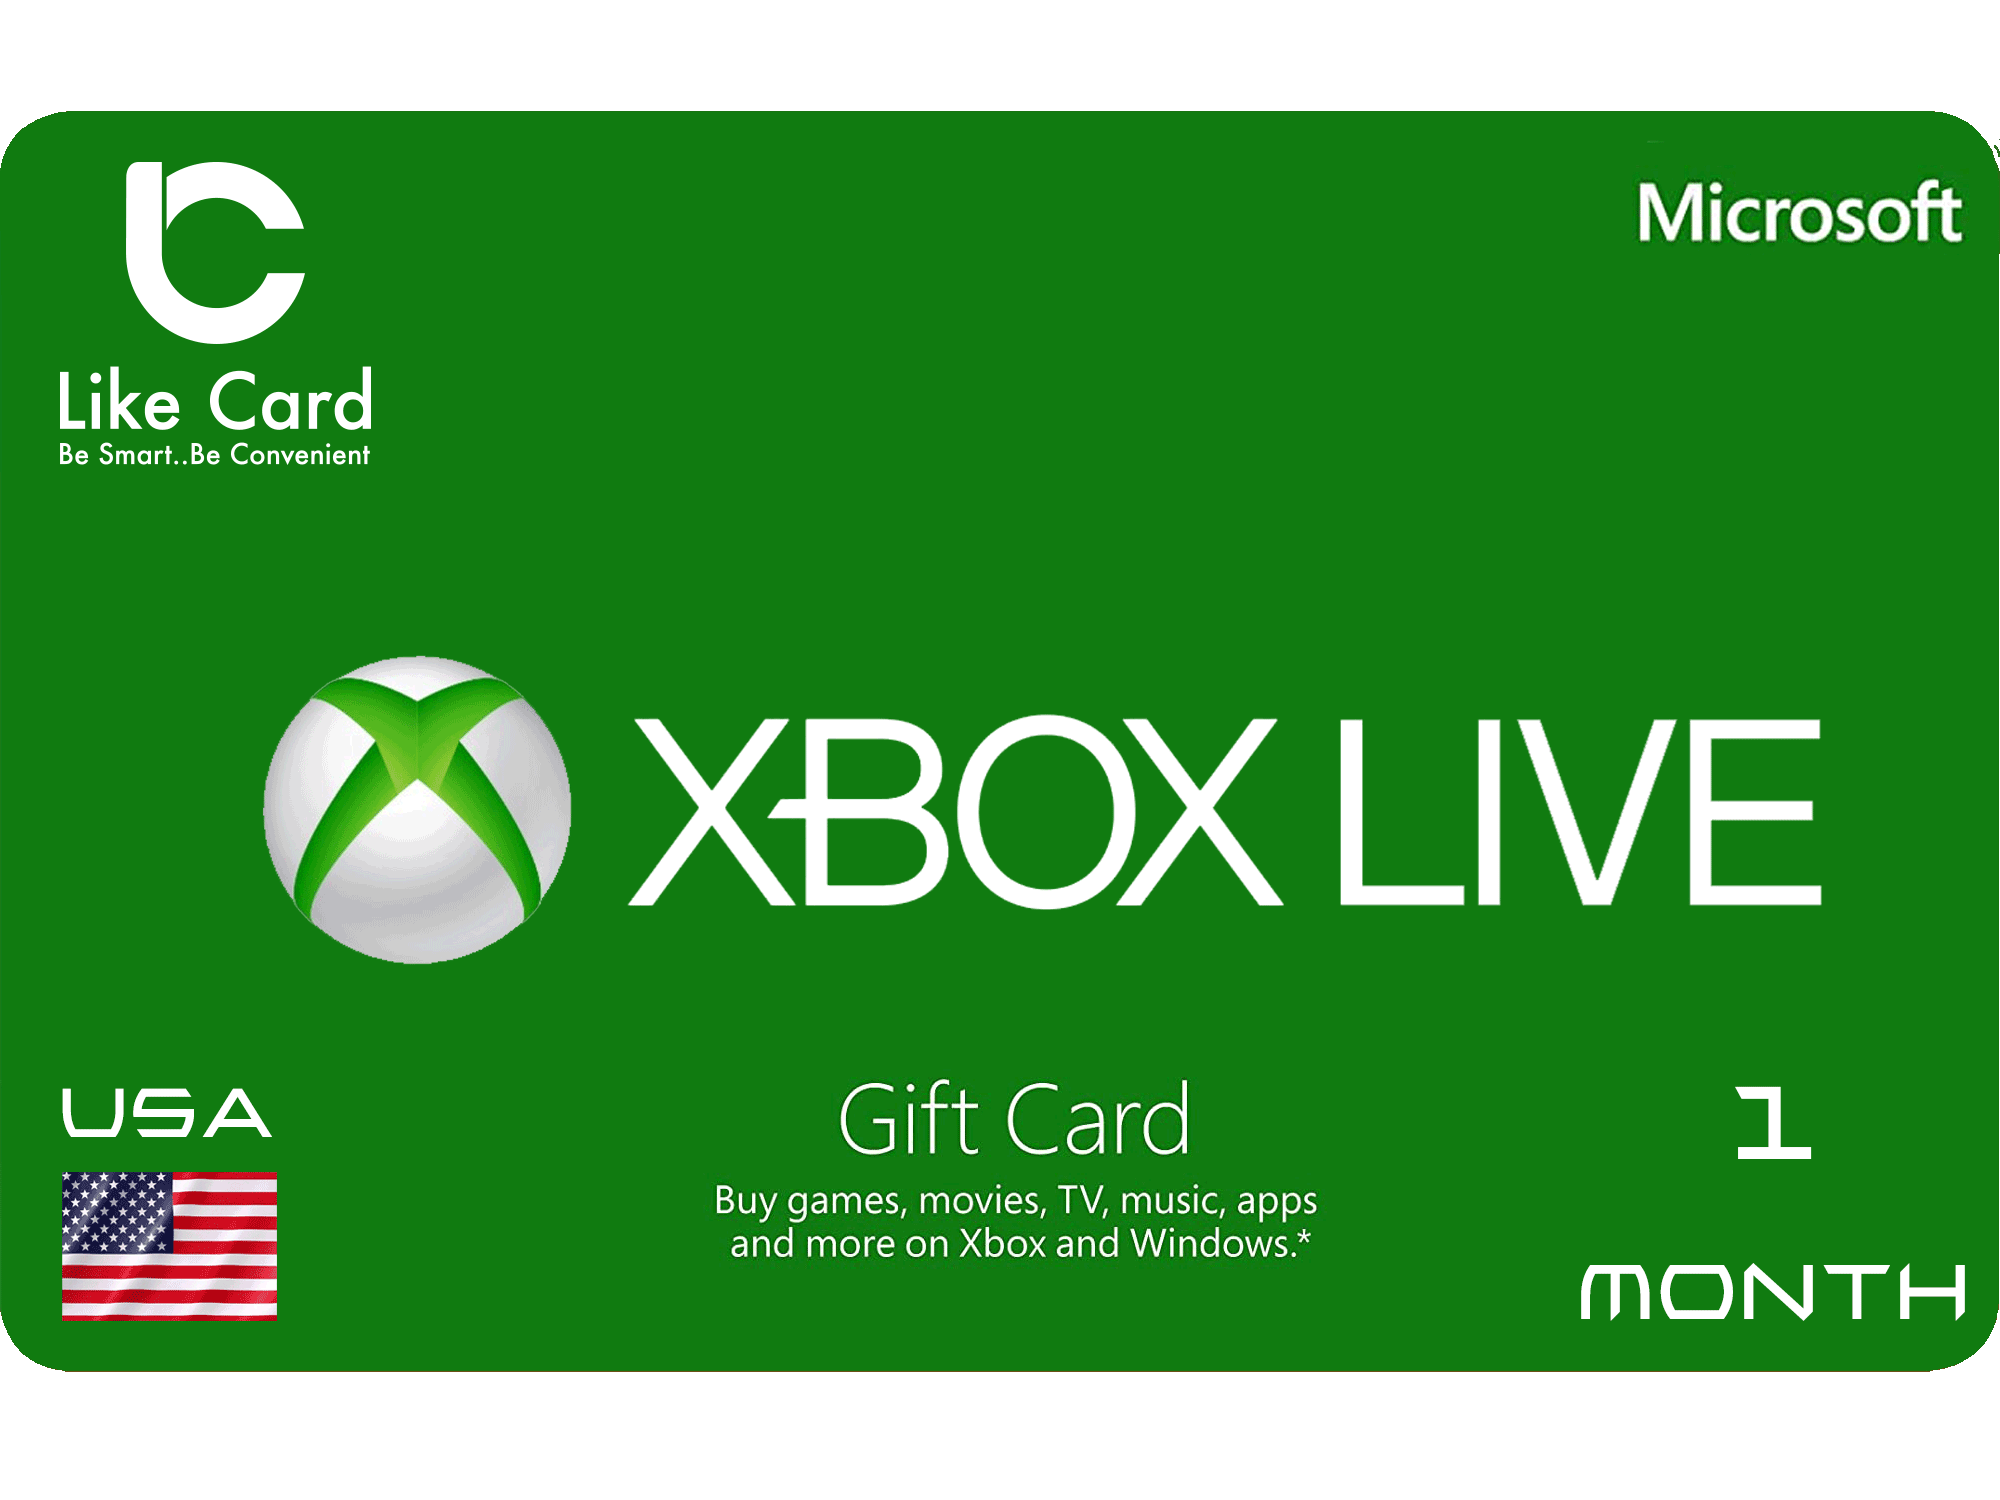 Microsoft
Like Card
Be Smart..Be Convenient
XBOX LIVE
USA
Gift Card
Buy games, movies, TV, music, apps
and more on Xbox and Windows.*
1
MONTH